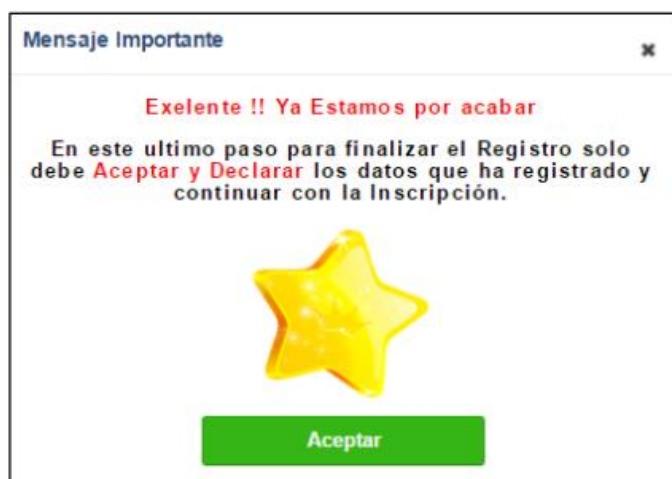 Mensaje Importante
Exelente !! Ya Estamos por acabar
En este ultimo paso para finalizar el Registro solo
debe Aceptar y Declarar los datos que ha registrado y
continuar con la Inscripción.
Aceptar